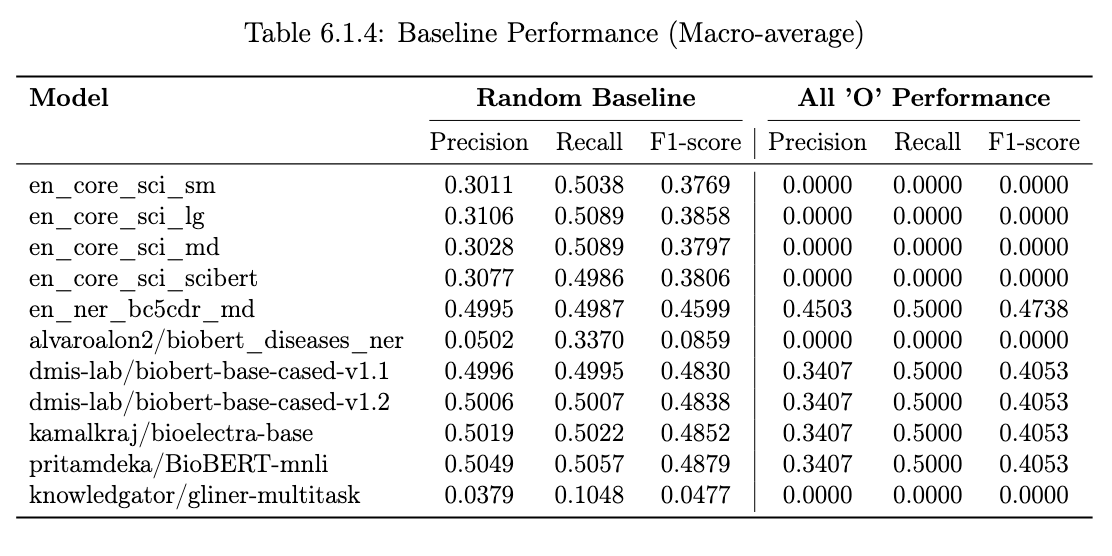 Table 6.1.4: Baseline Performance (Macro-average)
Model Random Baseline All 'O' Performance
Precision Recall F1-score Precision Recall F1-score
en_core_sci_sm 0.3011 0.5038 0.3769 0.0000 0.0000 0.0000
en_core_sci_lg 0.3106 0.5089 0.3858 0.0000 0.0000 0.0000
en_core_sci_md 0.3028 0.5089 0.3797 0.0000 0.0000 0.0000
en_core_sci_scibert 0.3077 0.4986 0.3806 0.0000 0.0000 0.0000
en_ner_bc5cdr_md 0.4995 0.4987 0.4599 0.4503 0.5000 0.4738
alvaroalon2/biobert_diseases_ner 0.0502 0.3370 0.0859 0.0000 0.0000 0.0000
dmis-lab/biobert-base-cased-v1.1 0.4996 0.4995 0.4830 0.3407 0.5000 0.4053
dmis-lab/biobert-base-cased-v1.2 0.5006 0.5007 0.4838 0.3407 0.5000 0.4053
kamalkraj/bioelectra-base 0.5019 0.5022 0.4852 0.3407 0.5000 0.4053
pritamdeka/BioBERT-mnli 0.5049 0.5057 0.4879 0.3407 0.5000 0.4053
knowledgator/gliner-multitask 0.0379 0.1048 0.0477 0.0000 0.0000 0.0000